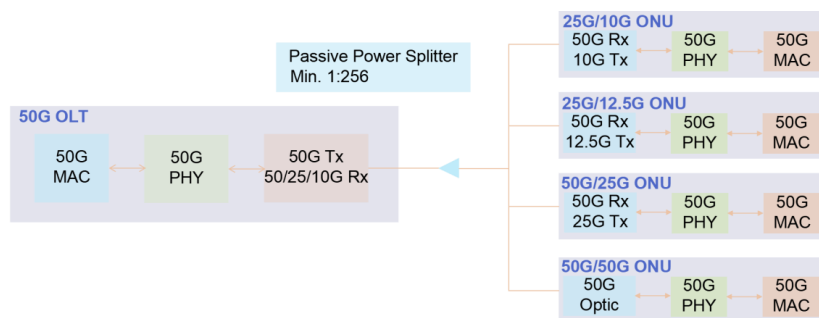 Passive Power Splitter
Min. 1:256
50G OLT
50G
MAC
50G
PHY
50G Tx
50/25/10G Rx
25G/10G ONU
50G Rx
10G Tx
50G
PHY
50G
MAC
25G/12.5G ONU
50G Rx
12.5G Tx
50G
PHY
50G
MAC
50G/25G ONU
50G Rx
25G Tx
50G
PHY
50G
MAC
50G/50G ONU
50G
Optic
50G
PHY
50G
MAC